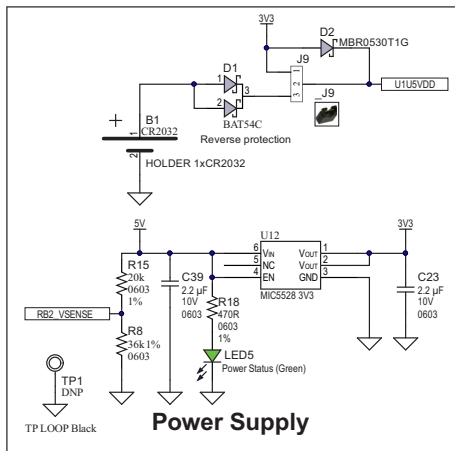 3V3
D2
MBR0530T1G
J9
1
2
3
U1U5VDD
_J9
D1
1
2
3
BAT54C
Reverse protection
+
B1
CR2032
1
2
HOLDER 1xCR2032
5V
3V3
U12
6 VIN VOUT 1
5 NC VOUT 2
4 EN GND 3
MIC5528 3V3
R15
20k
0603
1%
C39
2.2 µF
10V
0603
R18
470R
0603
1%
C23
2.2 µF
10V
0603
RB2_VSENSE
R8
36k 1%
0603
LED5
Power Status (Green)
TP1
DNP
TP LOOP Black
Power Supply